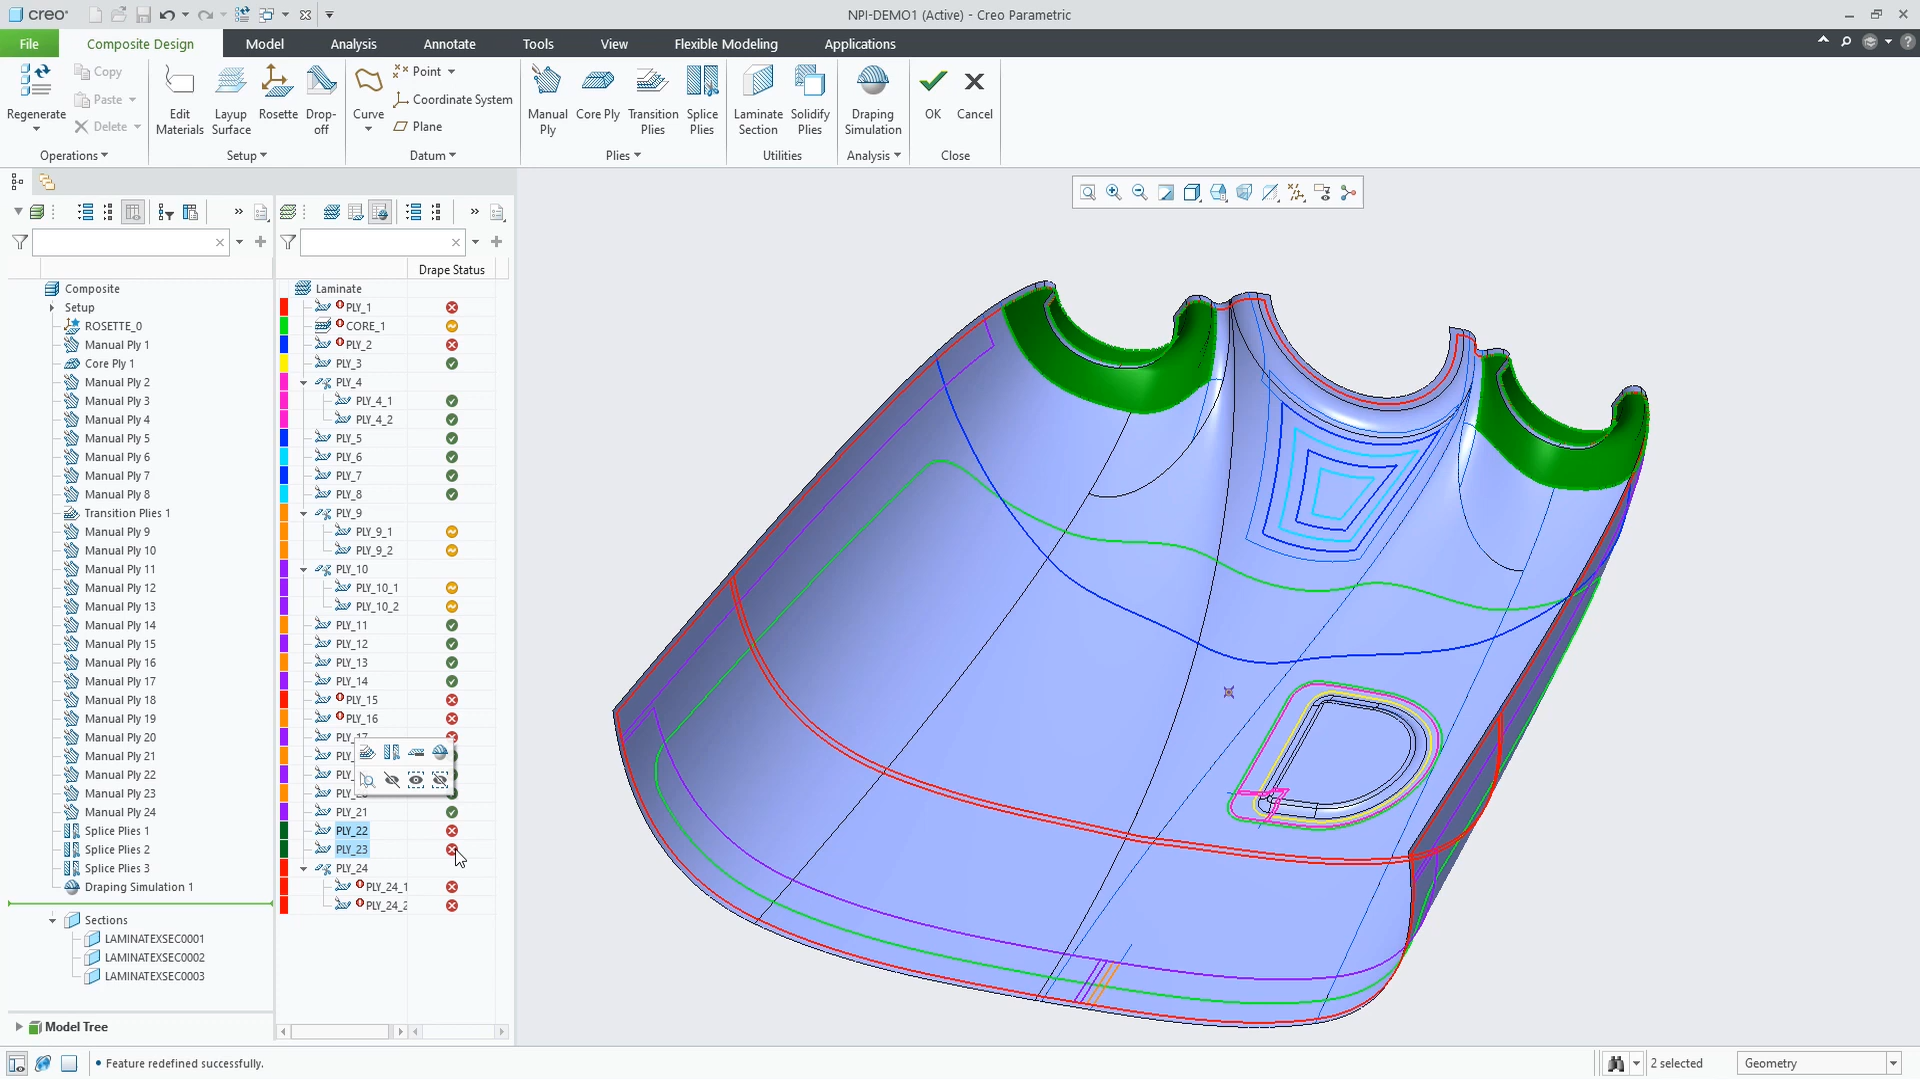 creo
NPI-DEMO1 (Active) - Creo Parametric
File
Composite Design
Model
Analysis
Annotate
Tools
View
Flexible Modeling
Applications
Regenerate
Copy
Paste
Delete
Edit Materials
Layup Surface
Rosette
Drop-off
Curve
Point
Coordinate System
Plane
Manual Ply
Core Ply
Transition Plies
Splice Plies
Laminate Section
Solidify Plies
Draping Simulation
OK
Cancel
Operations
Setup
Datum
Plies
Utilities
Analysis
Close
Composite
Setup
ROSETTE_0
Manual Ply 1
Core Ply 1
Manual Ply 2
Manual Ply 3
Manual Ply 4
Manual Ply 5
Manual Ply 6
Manual Ply 7
Manual Ply 8
Transition Plies 1
Manual Ply 9
Manual Ply 10
Manual Ply 11
Manual Ply 12
Manual Ply 13
Manual Ply 14
Manual Ply 15
Manual Ply 16
Manual Ply 17
Manual Ply 18
Manual Ply 19
Manual Ply 20
Manual Ply 21
Manual Ply 22
Manual Ply 23
Manual Ply 24
Splice Plies 1
Splice Plies 2
Splice Plies 3
Draping Simulation 1
Sections
LAMINATEXSEC0001
LAMINATEXSEC0002
LAMINATEXSEC0003
Model Tree
Drape Status
Laminate
PLY_1
CORE_1
PLY_2
PLY_3
PLY_4
PLY_4_1
PLY_4_2
PLY_5
PLY_6
PLY_7
PLY_8
PLY_9
PLY_9_1
PLY_9_2
PLY_10
PLY_10_1
PLY_10_2
PLY_11
PLY_12
PLY_13
PLY_14
PLY_15
PLY_16
PLY_17
PLY_21
PLY_22
PLY_23
PLY_24
PLY_24_1
PLY_24_2
Feature redefined successfully.
2 selected
Geometry